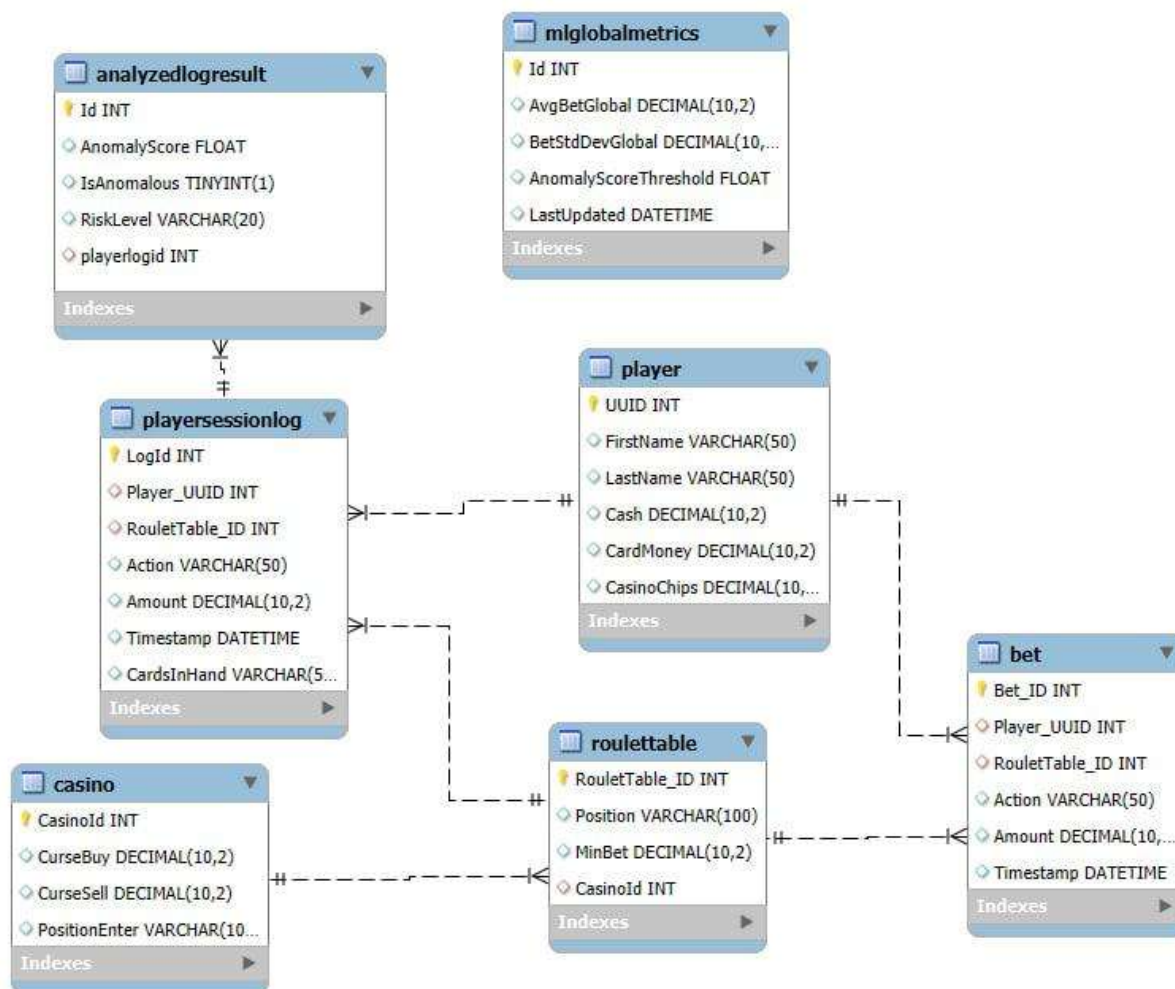 analyzedlogresult
Id INT
AnomalyScore FLOAT
IsAnomalous TINYINT(1)
RiskLevel VARCHAR(20)
playerlogid INT
Indexes
mlglobalmetrics
Id INT
AvgBetGlobal DECIMAL(10,2)
BetStdDevGlobal DECIMAL(10,...
AnomalyScoreThreshold FLOAT
LastUpdated DATETIME
Indexes
playersessionlog
LogId INT
Player_UUID INT
RouletTable_ID INT
Action VARCHAR(50)
Amount DECIMAL(10,2)
Timestamp DATETIME
CardsInHand VARCHAR(5...
Indexes
player
UUID INT
FirstName VARCHAR(50)
LastName VARCHAR(50)
Cash DECIMAL(10,2)
CardMoney DECIMAL(10,2)
CasinoChips DECIMAL(10,...
Indexes
casino
CasinoId INT
CurseBuy DECIMAL(10,2)
CurseSell DECIMAL(10,2)
PositionEnter VARCHAR(10...
Indexes
roulettable
RouletTable_ID INT
Position VARCHAR(100)
MinBet DECIMAL(10,2)
CasinoId INT
Indexes
bet
Bet_ID INT
Player_UUID INT
RouletTable_ID INT
Action VARCHAR(50)
Amount DECIMAL(10,...
Timestamp DATETIME
Indexes